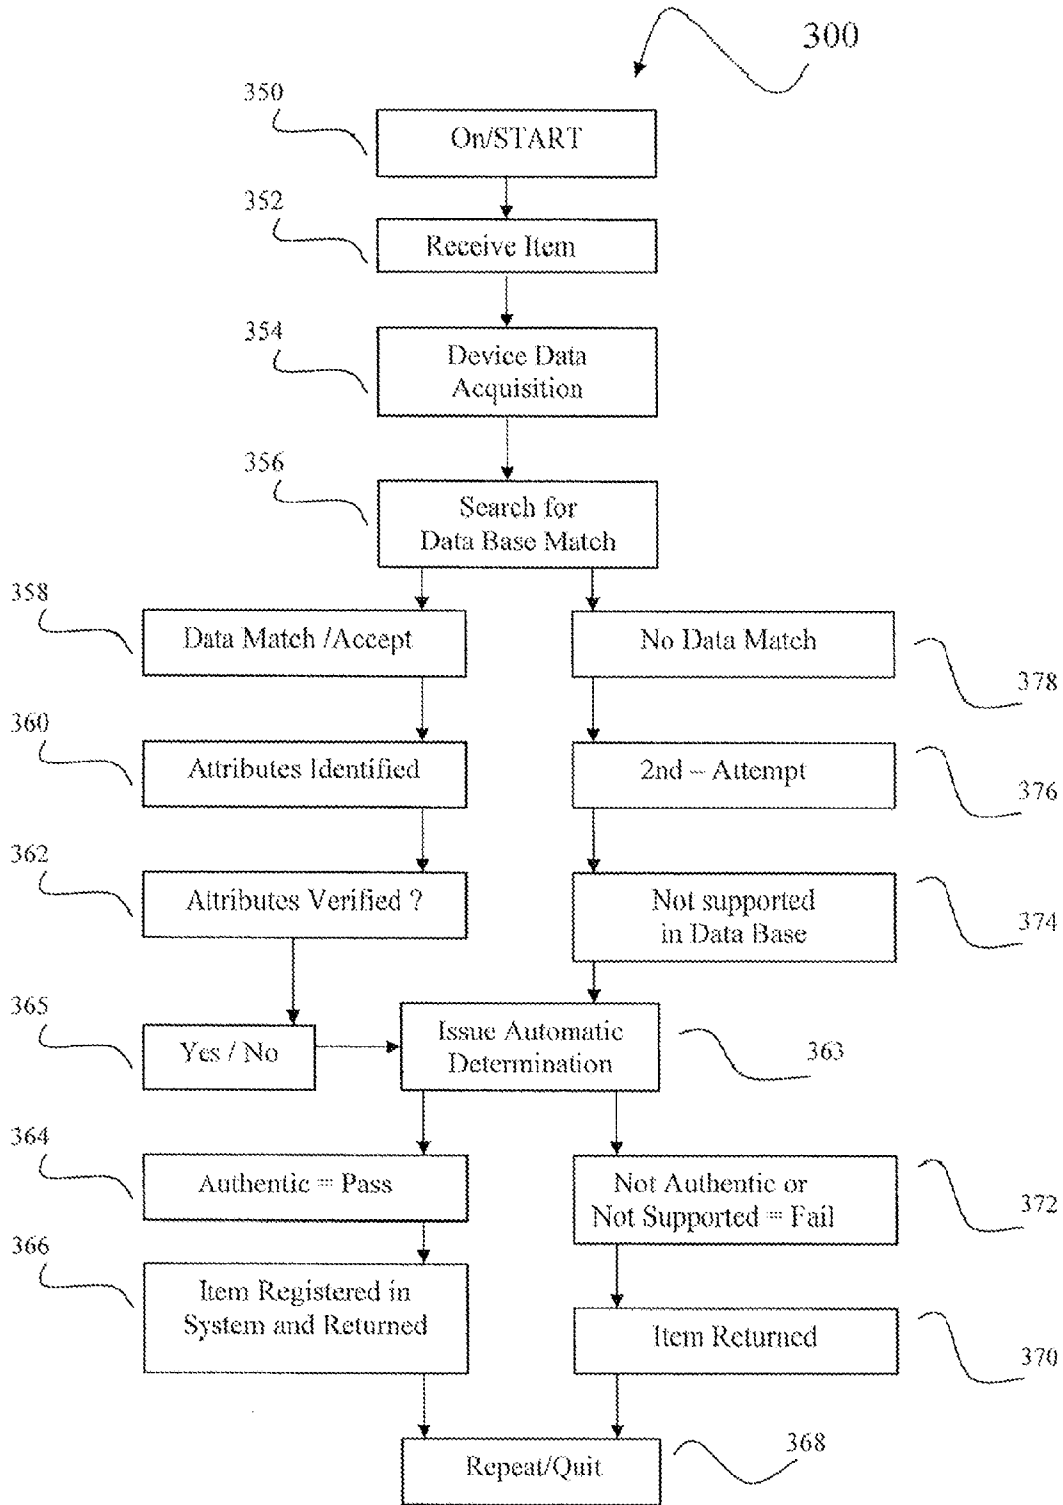 300
350
On/START
352
Receive Item
354
Device Data
Acquisition
356
Search for
Data Base Match
358
Data Match /Accept
No Data Match
378
360
Attributes Identified
2nd – Attempt
376
362
Attributes Verified ?
Not supported
in Data Base
374
365
Yes / No
Issue Automatic
Determination
363
364
Authentic = Pass
Not Authentic or
Not Supported = Fail
372
366
Item Registered in
System and Returned
Item Returned
370
Repeat/Quit
368